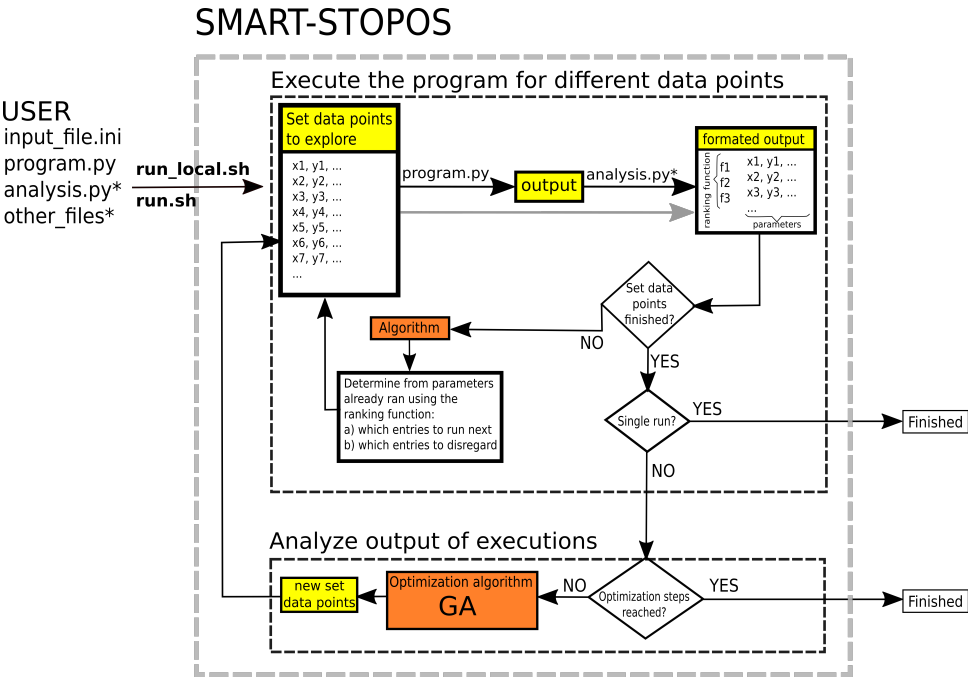 SMART-STOPOS
Execute the program for different data points
USER
input_file.ini
program.py
analysis.py*
other_files*
run_local.sh
run.sh
Set data points
to explore
x1, y1, ...
x2, y2, ...
x3, y3, ...
x4, y4, ...
x5, y5, ...
x6, y6, ...
x7, y7, ...
...
program.py
output
analysis.py*
formated output
ranking function
f1
f2
f3
x1, y1, ...
x2, y2, ...
x3, y3, ...
...
parameters
Set data
points
finished?
NO
YES
Algorithm
Determine from parameters
already ran using the
ranking function:
a) which entries to run next
b) which entries to disregard
Single run?
YES
Finished
NO
Analyze output of executions
new set
data points
Optimization algorithm
GA
NO
Optimization steps
reached?
YES
Finished